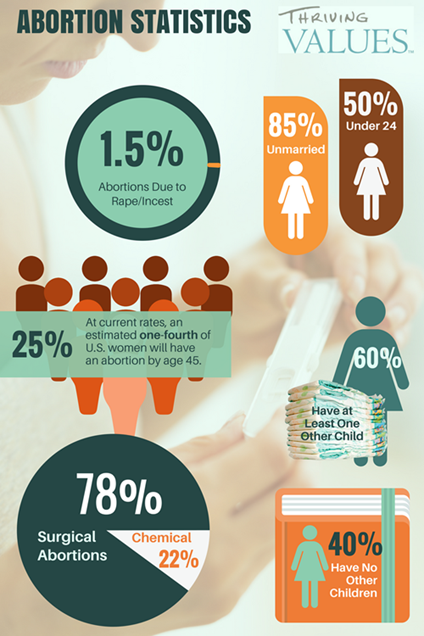 ABORTION STATISTICS
THRIVING
VALUES
1.5%
Abortions Due to
Rape/Incest
85%
Unmarried
50%
Under 24
25%
At current rates, an
estimated one-fourth of
U.S. women will have
an abortion by age 45.
60%
Have at
Least One
Other Child
78%
Surgical
Abortions
Chemical
22%
40%
Have No
Other
Children